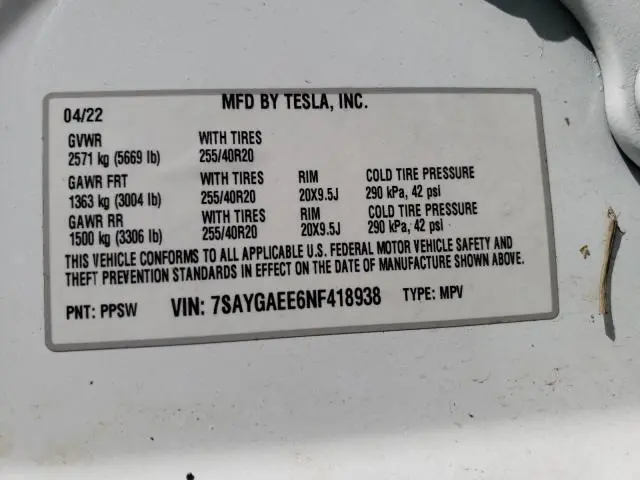 MFD BY TESLA, INC.
04/22
GVWR WITH TIRES
2571 kg (5669 lb) 255/40R20
GAWR FRT WITH TIRES RIM COLD TIRE PRESSURE
1363 kg (3004 lb) 255/40R20 20X9.5J 290 kPa, 42 psi
GAWR RR WITH TIRES RIM COLD TIRE PRESSURE
1500 kg (3306 lb) 255/40R20 20X9.5J 290 kPa, 42 psi
THIS VEHICLE CONFORMS TO ALL APPLICABLE U.S. FEDERAL MOTOR VEHICLE SAFETY AND
THEFT PREVENTION STANDARDS IN EFFECT ON THE DATE OF MANUFACTURE SHOWN ABOVE.
PNT: PPSW VIN: 7SAYGAEE6NF418938 TYPE: MPV